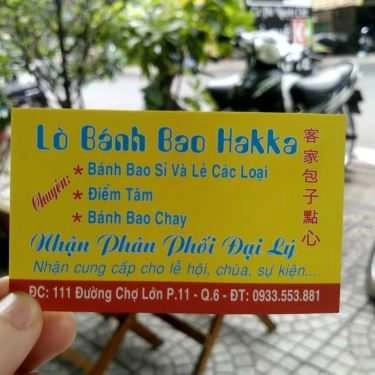 Lò Bánh Bao Hakka
客家包子點心
Chuyên:
* Bánh Bao Sỉ Và Lẻ Các Loại
* Điểm Tâm
* Bánh Bao Chay
Nhận Phân Phối Đại Lý
Nhận cung cấp cho lễ hội, chùa, sự kiện....
ĐC: 111 Đường Chợ Lớn P.11 - Q.6 - ĐT: 0933.553.881